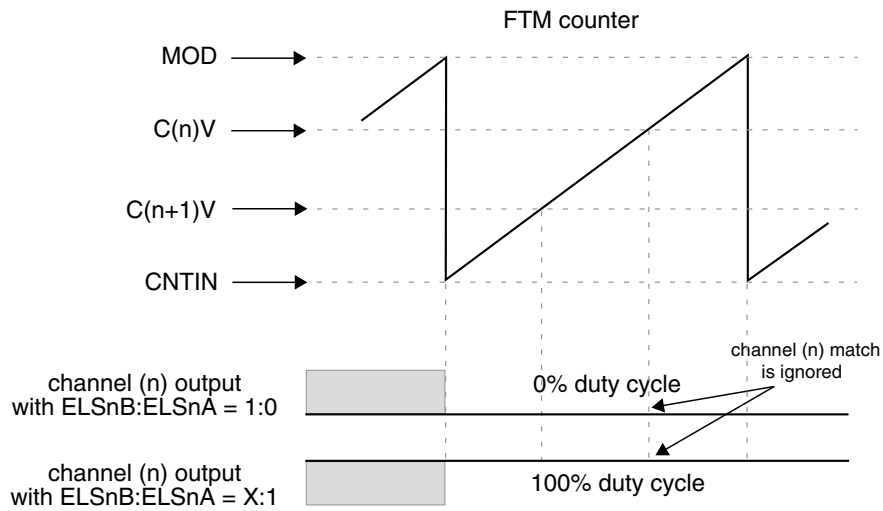 FTM counter
MOD
C(n)V
C(n+1)V
CNTIN
channel (n) match
is ignored
channel (n) output
with ELSnB:ELSnA = 1:0
0% duty cycle
channel (n) output
with ELSnB:ELSnA = X:1
100% duty cycle